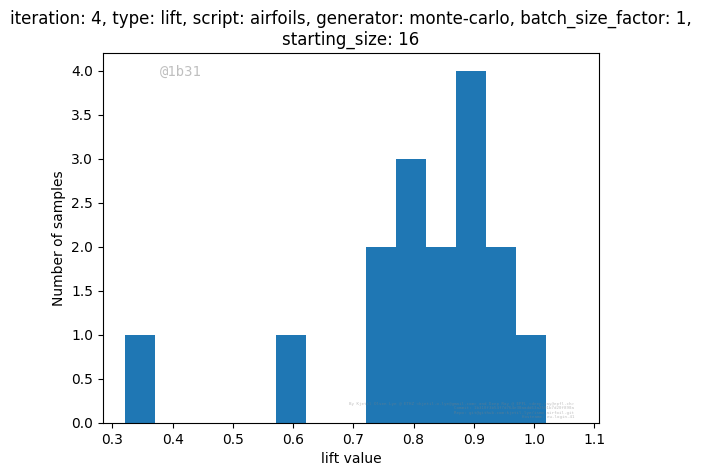 iteration: 4, type: lift, script: airfoils, generator: monte-carlo, batch_size_factor: 1,
starting_size: 16
@1b31
4.0
3.5
3.0
2.5
2.0
1.5
1.0
0.5
0.0
Number of samples
0.3 0.4 0.5 0.6 0.7 0.8 0.9 1.0 1.1
lift value